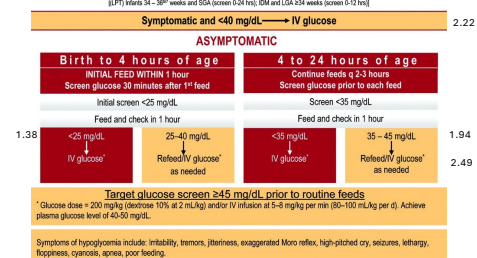 [(LPT) Infants 34 – 36⁶ᐟ⁷ weeks and SGA (screen 0-24 hrs); IDM and LGA ≥34 weeks (screen 0-12 hrs)]
Symptomatic and <40 mg/dL → IV glucose
2.22
ASYMPTOMATIC
Birth to 4 hours of age
INITIAL FEED WITHIN 1 hour
Screen glucose 30 minutes after 1st feed
Initial screen <25 mg/dL
Feed and check in 1 hour
4 to 24 hours of age
Continue feeds q 2-3 hours
Screen glucose prior to each feed
Screen <35 mg/dL
Feed and check in 1 hour
1.38
<25 mg/dL
IV glucose*
25–40 mg/dL
Refeed/IV glucose*
as needed
<35 mg/dL
IV glucose*
35 – 45 mg/dL
Refeed/IV glucose*
as needed
1.94
2.49
Target glucose screen ≥45 mg/dL prior to routine feeds
* Glucose dose = 200 mg/kg (dextrose 10% at 2 mL/kg) and/or IV infusion at 5–8 mg/kg per min (80–100 mL/kg per d). Achieve
plasma glucose level of 40-50 mg/dL.
Symptoms of hypoglycemia include: Irritability, tremors, jitteriness, exaggerated Moro reflex, high-pitched cry, seizures, lethargy,
floppiness, cyanosis, apnea, poor feeding.